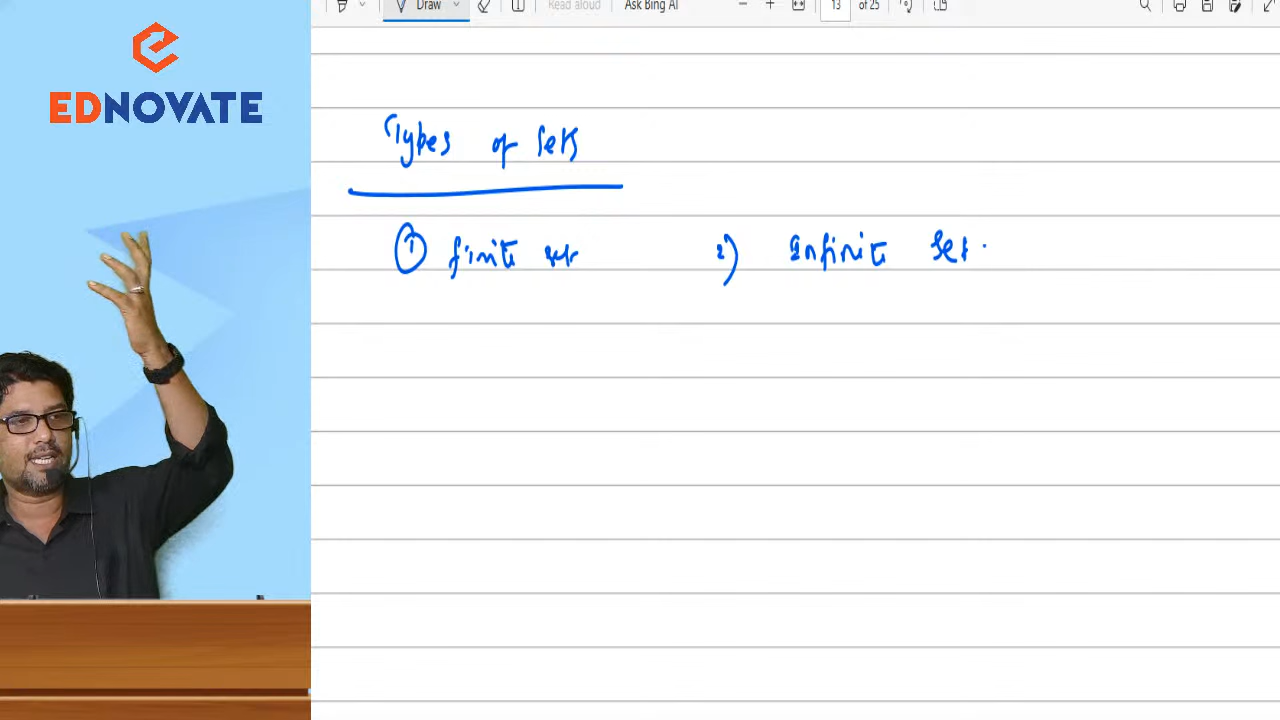 Read aloud
Draw
Ask Bing AI
13 of 25
EDNOVATE
Types of Sets
1 finite set 2) Infinite Set.